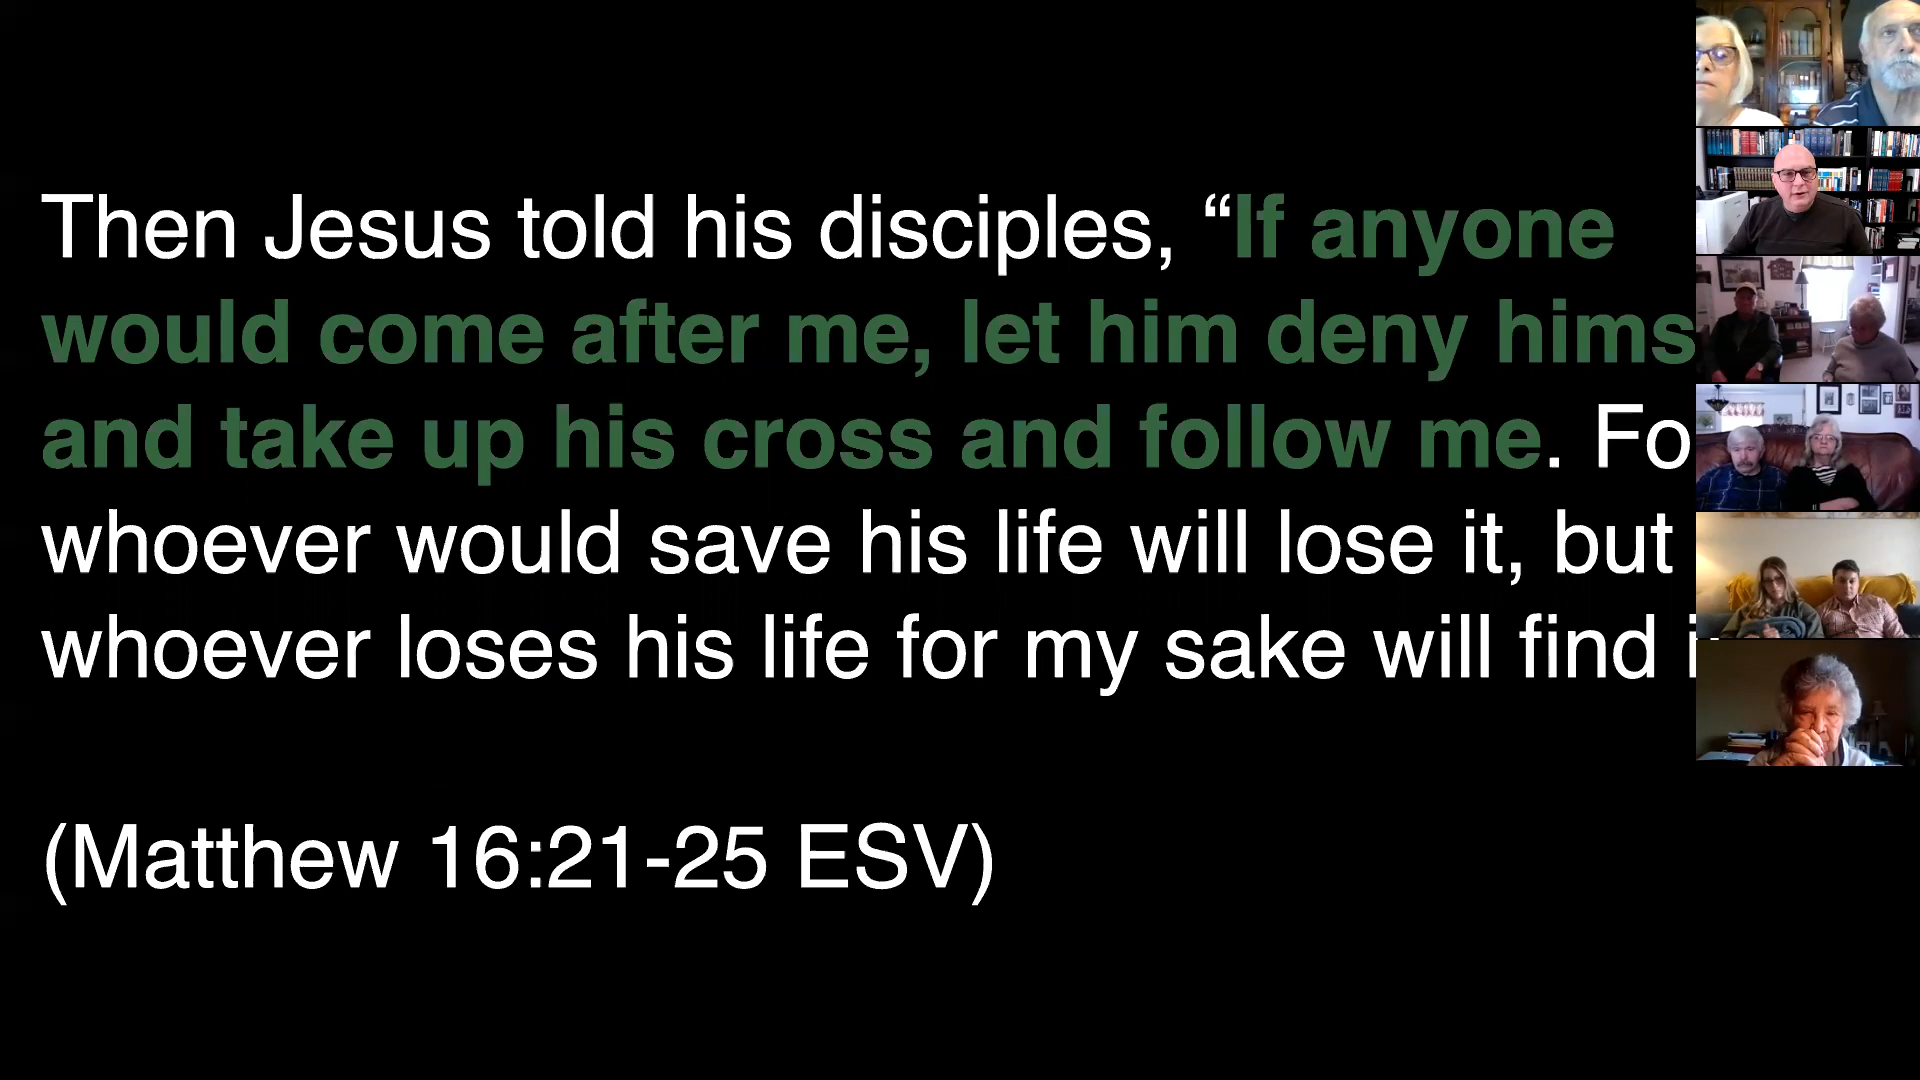 Then Jesus told his disciples, “If anyone
would come after me, let him deny hims
and take up his cross and follow me. Fo
whoever would save his life will lose it, but
whoever loses his life for my sake will find i
(Matthew 16:21-25 ESV)